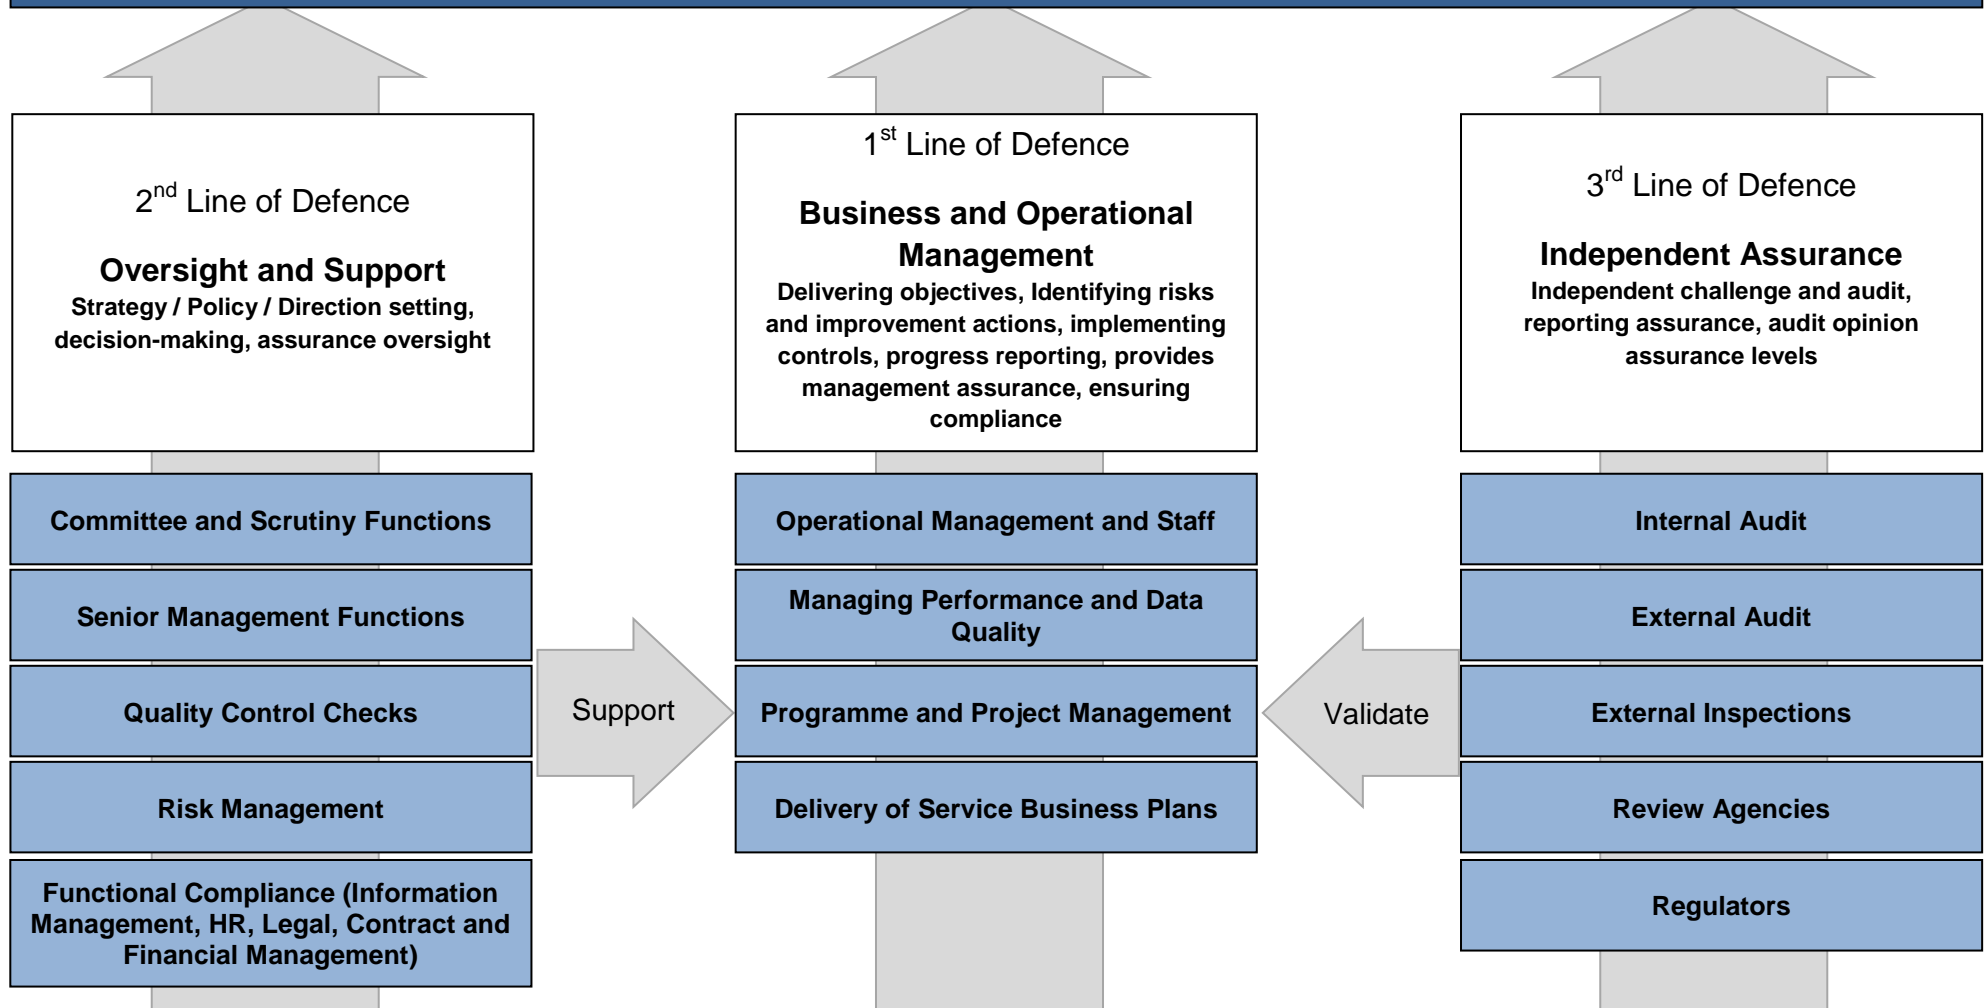 2nd Line of Defence
Oversight and Support
Strategy / Policy / Direction setting,
decision-making, assurance oversight
Committee and Scrutiny Functions
Senior Management Functions
Quality Control Checks
Risk Management
Functional Compliance (Information
Management, HR, Legal, Contract and
Financial Management)
Support
1st Line of Defence
Business and Operational
Management
Delivering objectives, Identifying risks
and improvement actions, implementing
controls, progress reporting, provides
management assurance, ensuring
compliance
Operational Management and Staff
Managing Performance and Data
Quality
Programme and Project Management
Delivery of Service Business Plans
Validate
3rd Line of Defence
Independent Assurance
Independent challenge and audit,
reporting assurance, audit opinion
assurance levels
Internal Audit
External Audit
External Inspections
Review Agencies
Regulators